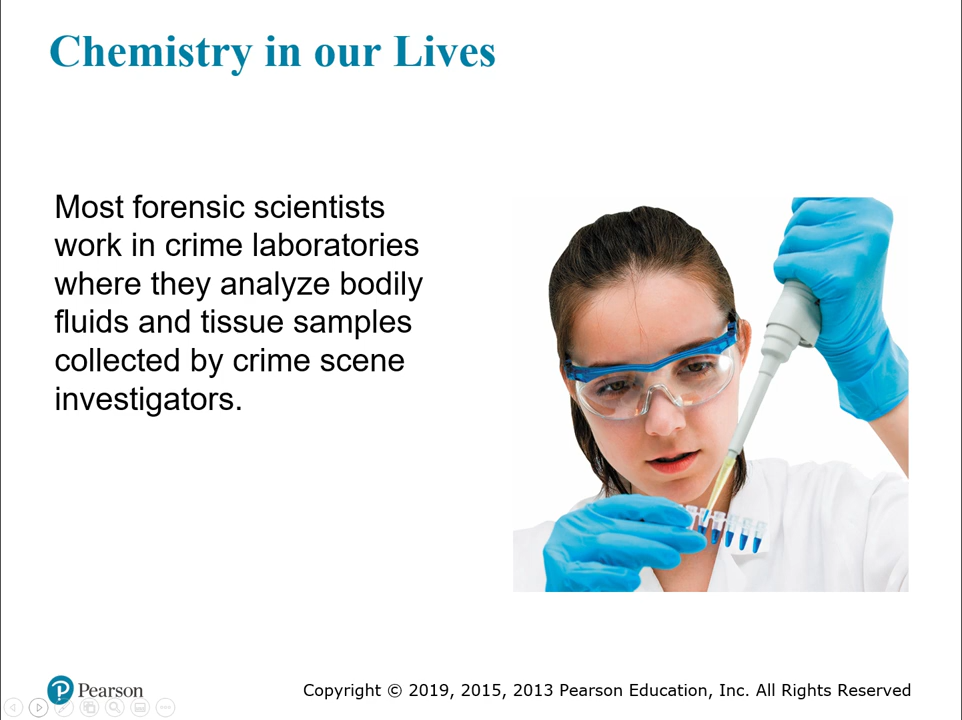 Chemistry in our Lives
Most forensic scientists
work in crime laboratories
where they analyze bodily
fluids and tissue samples
collected by crime scene
investigators.
Pearson
Copyright © 2019, 2015, 2013 Pearson Education, Inc. All Rights Reserved